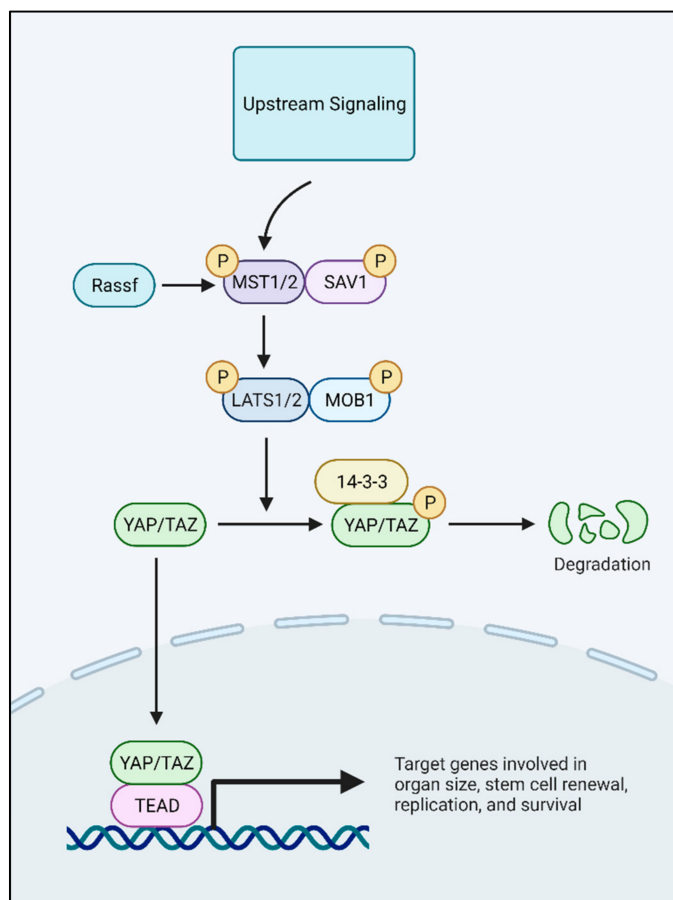 Upstream Signaling
P
P
Rassf
MST1/2
SAV1
P
P
LATS1/2
MOB1
14-3-3
P
YAP/TAZ
YAP/TAZ
Degradation
YAP/TAZ
TEAD
Target genes involved in
organ size, stem cell renewal,
replication, and survival